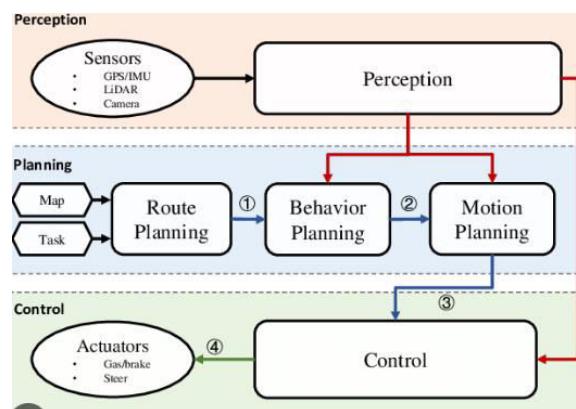 Perception
Sensors
• GPS/IMU
• LiDAR
• Camera
Perception
Planning
Map
Task
Route
Planning
①
Behavior
Planning
②
Motion
Planning
③
Control
Actuators
• Gas/brake
• Steer
④
Control